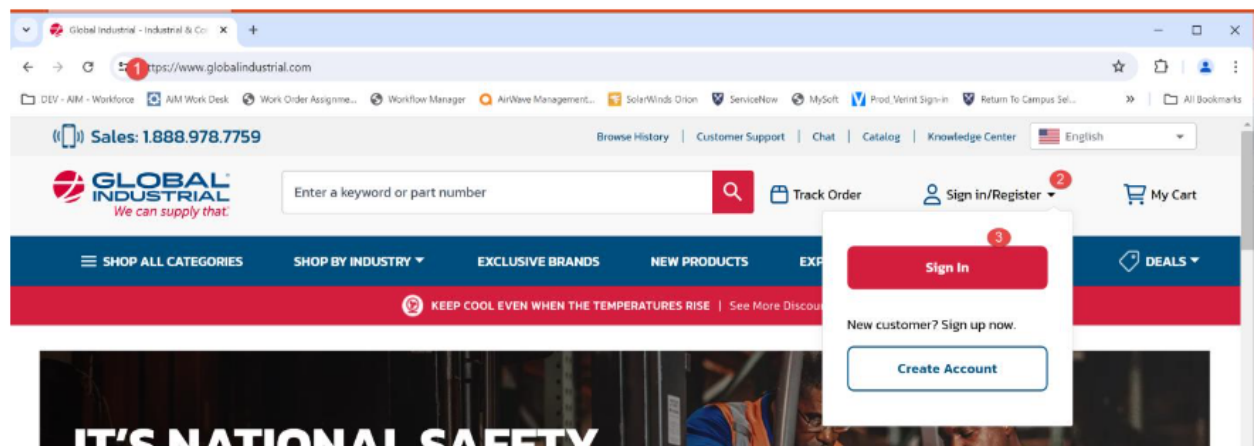 Global Industrial - Industrial & Co
1
ttps://www.globalindustrial.com
DEV - AIM - Workforce AiM Work Desk Work Order Assignme... Workflow Manager AirWave Management... SolarWinds Orion ServiceNow MySoft Prod_Verint Sign-in Return To Campus Sel... » All Bookmarks
Sales: 1.888.978.7759 Browse History | Customer Support | Chat | Catalog | Knowledge Center English
GLOBAL
INDUSTRIAL
We can supply that.
Enter a keyword or part number Track Order Sign in/Register 2 My Cart
SHOP ALL CATEGORIES SHOP BY INDUSTRY EXCLUSIVE BRANDS NEW PRODUCTS EXP DEALS
3
Sign In
KEEP COOL EVEN WHEN THE TEMPERATURES RISE | See More Discou
New customer? Sign up now.
Create Account
IT'S NATIONAL SAFETY